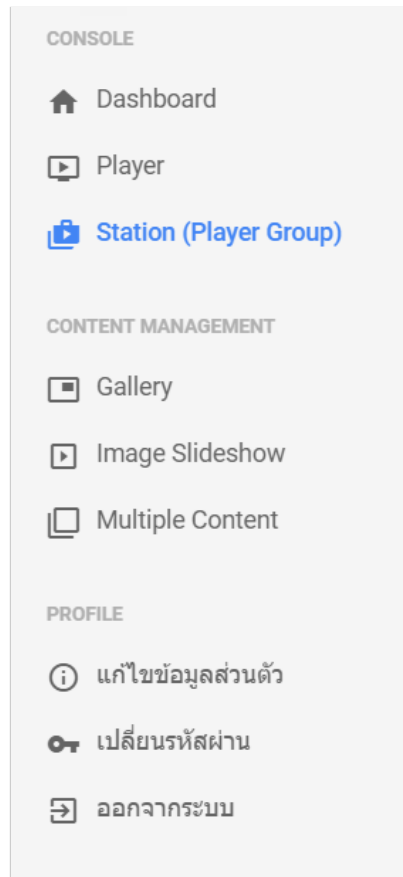 CONSOLE
Dashboard
Player
Station (Player Group)
CONTENT MANAGEMENT
Gallery
Image Slideshow
Multiple Content
PROFILE
แก้ไขข้อมูลส่วนตัว
เปลี่ยนรหัสผ่าน
ออกจากระบบ